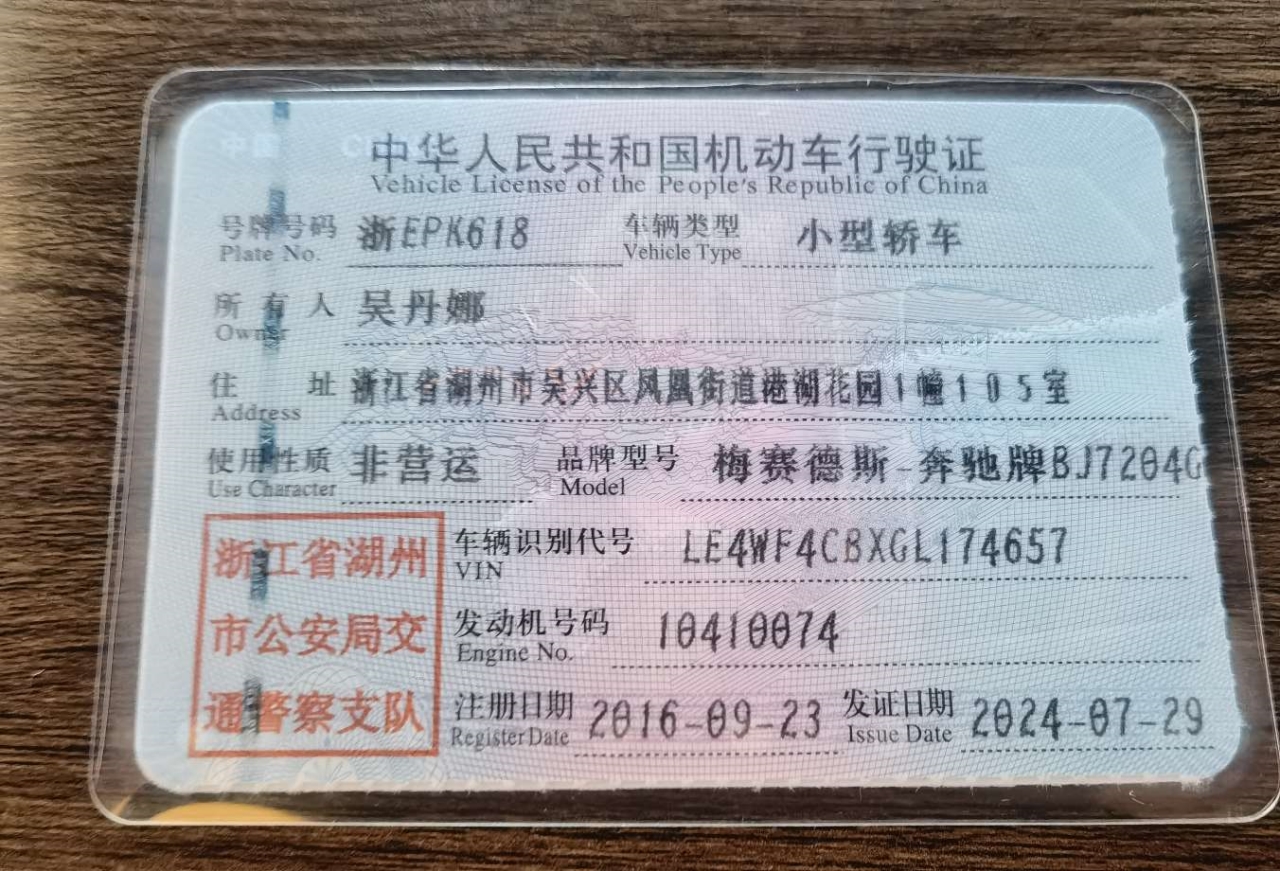 中国 C
中华人民共和国机动车行驶证
Vehicle License of the People's Republic of China
号牌号码 浙EPK618 车辆类型 小型轿车
Plate No. Vehicle Type
所有人 吴丹娜
Owner
住址 浙江省湖州市吴兴区凤凰街道港湖花园1幢105室
Address
使用性质 非营运 品牌型号 梅赛德斯-奔驰牌BJ7204G
Use Character Model
浙江省湖州
市公安局交
通警察支队
车辆识别代号 LE4WF4CBXGL174657
VIN
发动机号码 10410074
Engine No.
注册日期 2016-09-23 发证日期 2024-07-29
Register Date Issue Date